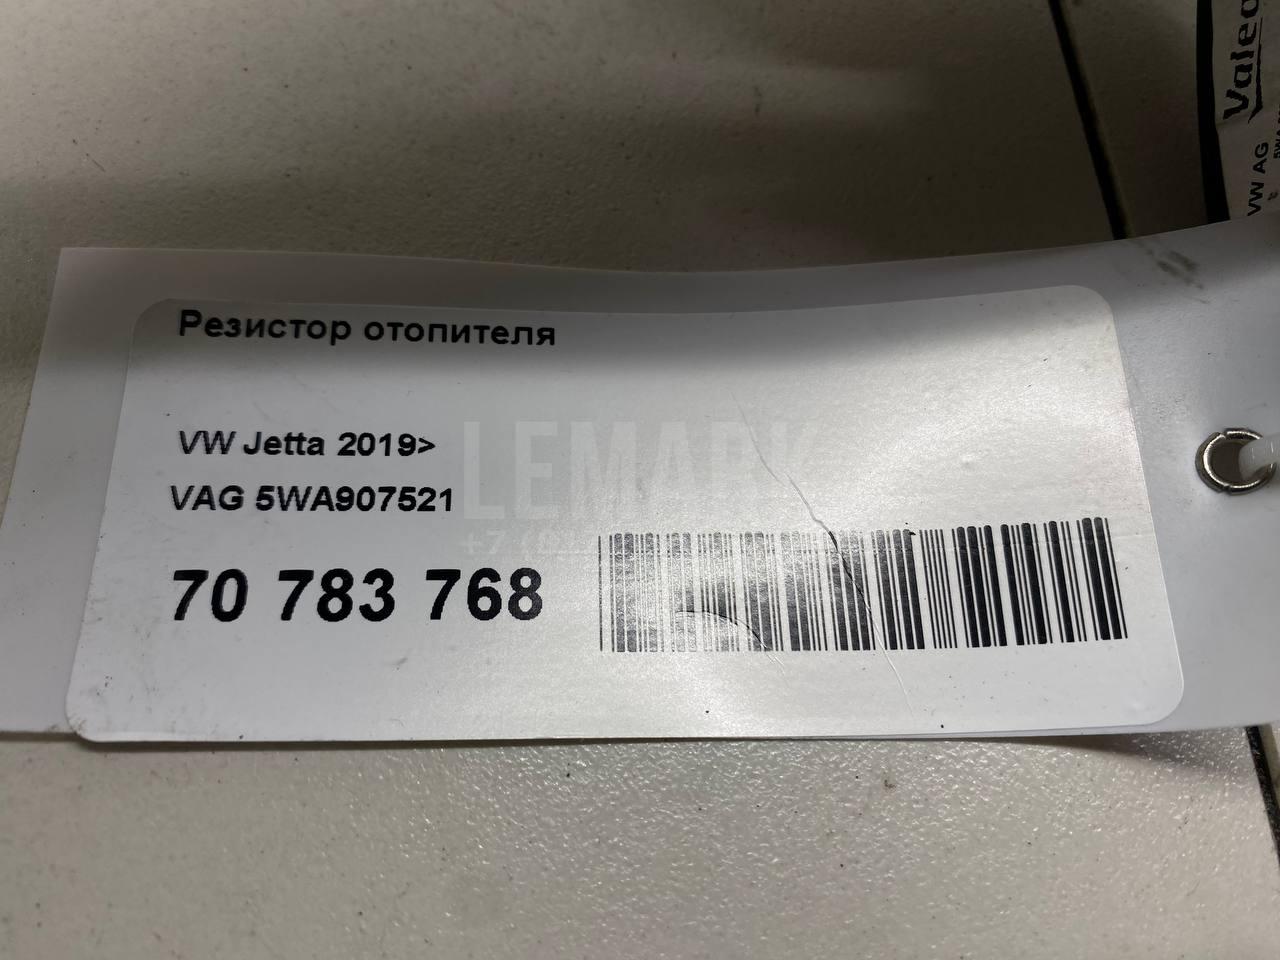 Резистор отопителя
VW Jetta 2019>
VAG 5WA907521
70 783 768
LEMARK
Valeo
VW AG